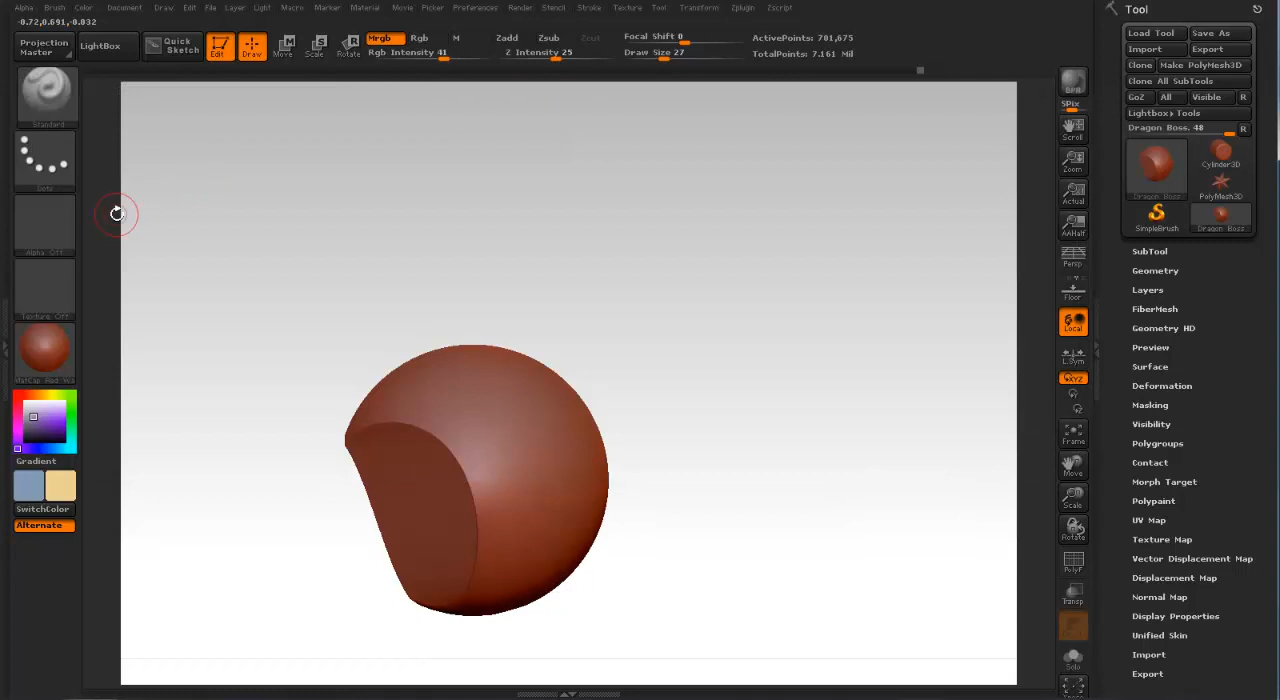 Alpha Brush Color Document Draw Edit File Layer Light Macro Marker Material Movie Picker Preferences Render Stencil Stroke Texture Tool Transform Zplugin Zscript
-0.72,0.691,-0.032
Projection Master
LightBox
Quick Sketch
Edit
Draw
Move
Scale
Rotate
Mrgb Rgb M
Rgb Intensity 41
Zadd Zsub Zcut
Z Intensity 25
Focal Shift 0
Draw Size 27
ActivePoints: 701,675
TotalPoints: 7.161 Mil
Standard
Dots
Alpha Off
Texture Off
MatCap Red Wa
Gradient
SwitchColor
Alternate
BPR
SPix
Scroll
Zoom
Actual
AAHalf
Persp
Floor
Local
L.Sym
XYZ
Frame
Move
Scale
Rotate
PolyF
Transp
Solo
Tool
Load Tool Save As
Import Export
Clone Make PolyMesh3D
Clone All SubTools
GoZ All Visible R
Lightbox▸Tools
Dragon Boss. 48 R
Dragon Boss
Cylinder3D
PolyMesh3D
SimpleBrush
Dragon Boss
SubTool
Geometry
Layers
FiberMesh
Geometry HD
Preview
Surface
Deformation
Masking
Visibility
Polygroups
Contact
Morph Target
Polypaint
UV Map
Texture Map
Vector Displacement Map
Displacement Map
Normal Map
Display Properties
Unified Skin
Import
Export